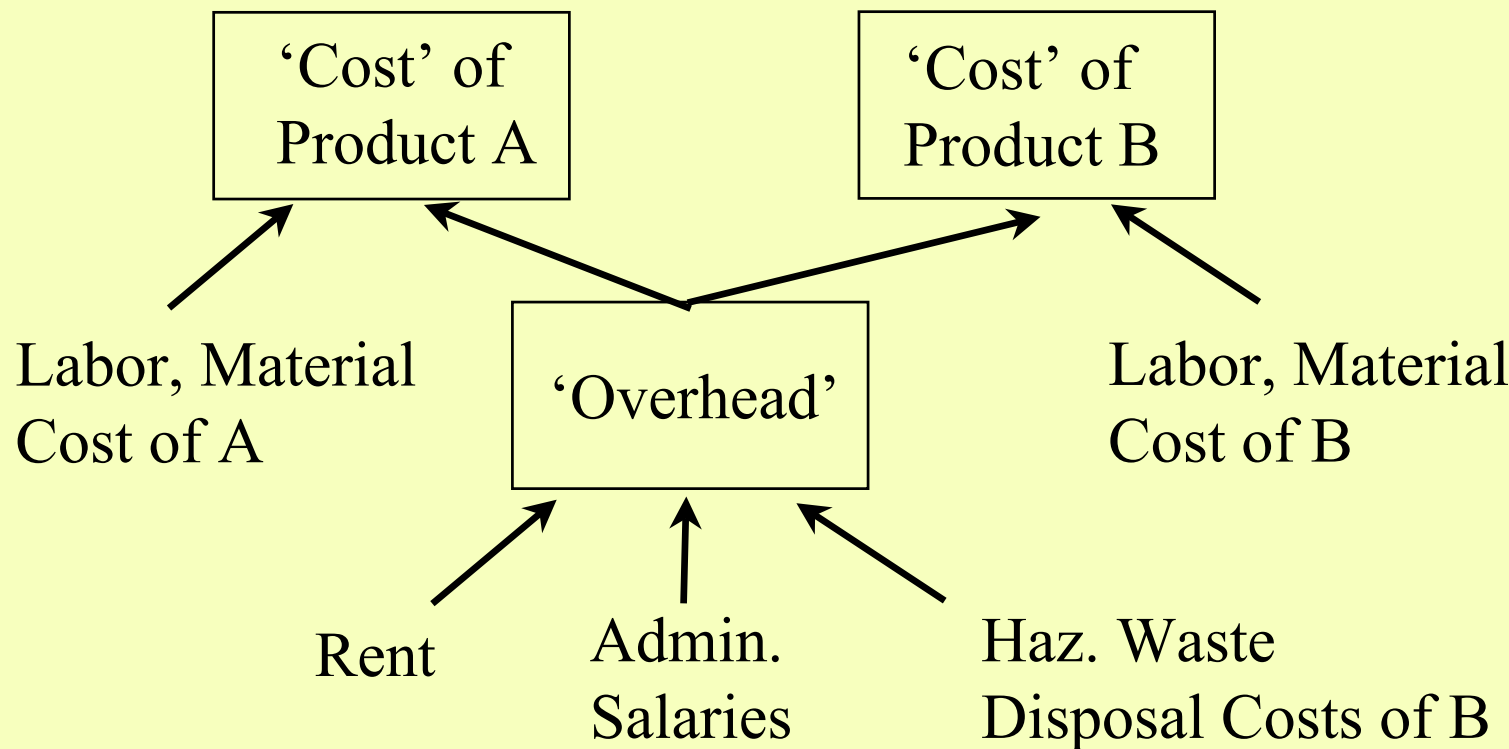 ‘Cost’ of
Product A
‘Cost’ of
Product B
Labor, Material
Cost of A
‘Overhead’
Labor, Material
Cost of B
Rent
Admin.
Salaries
Haz. Waste
Disposal Costs of B